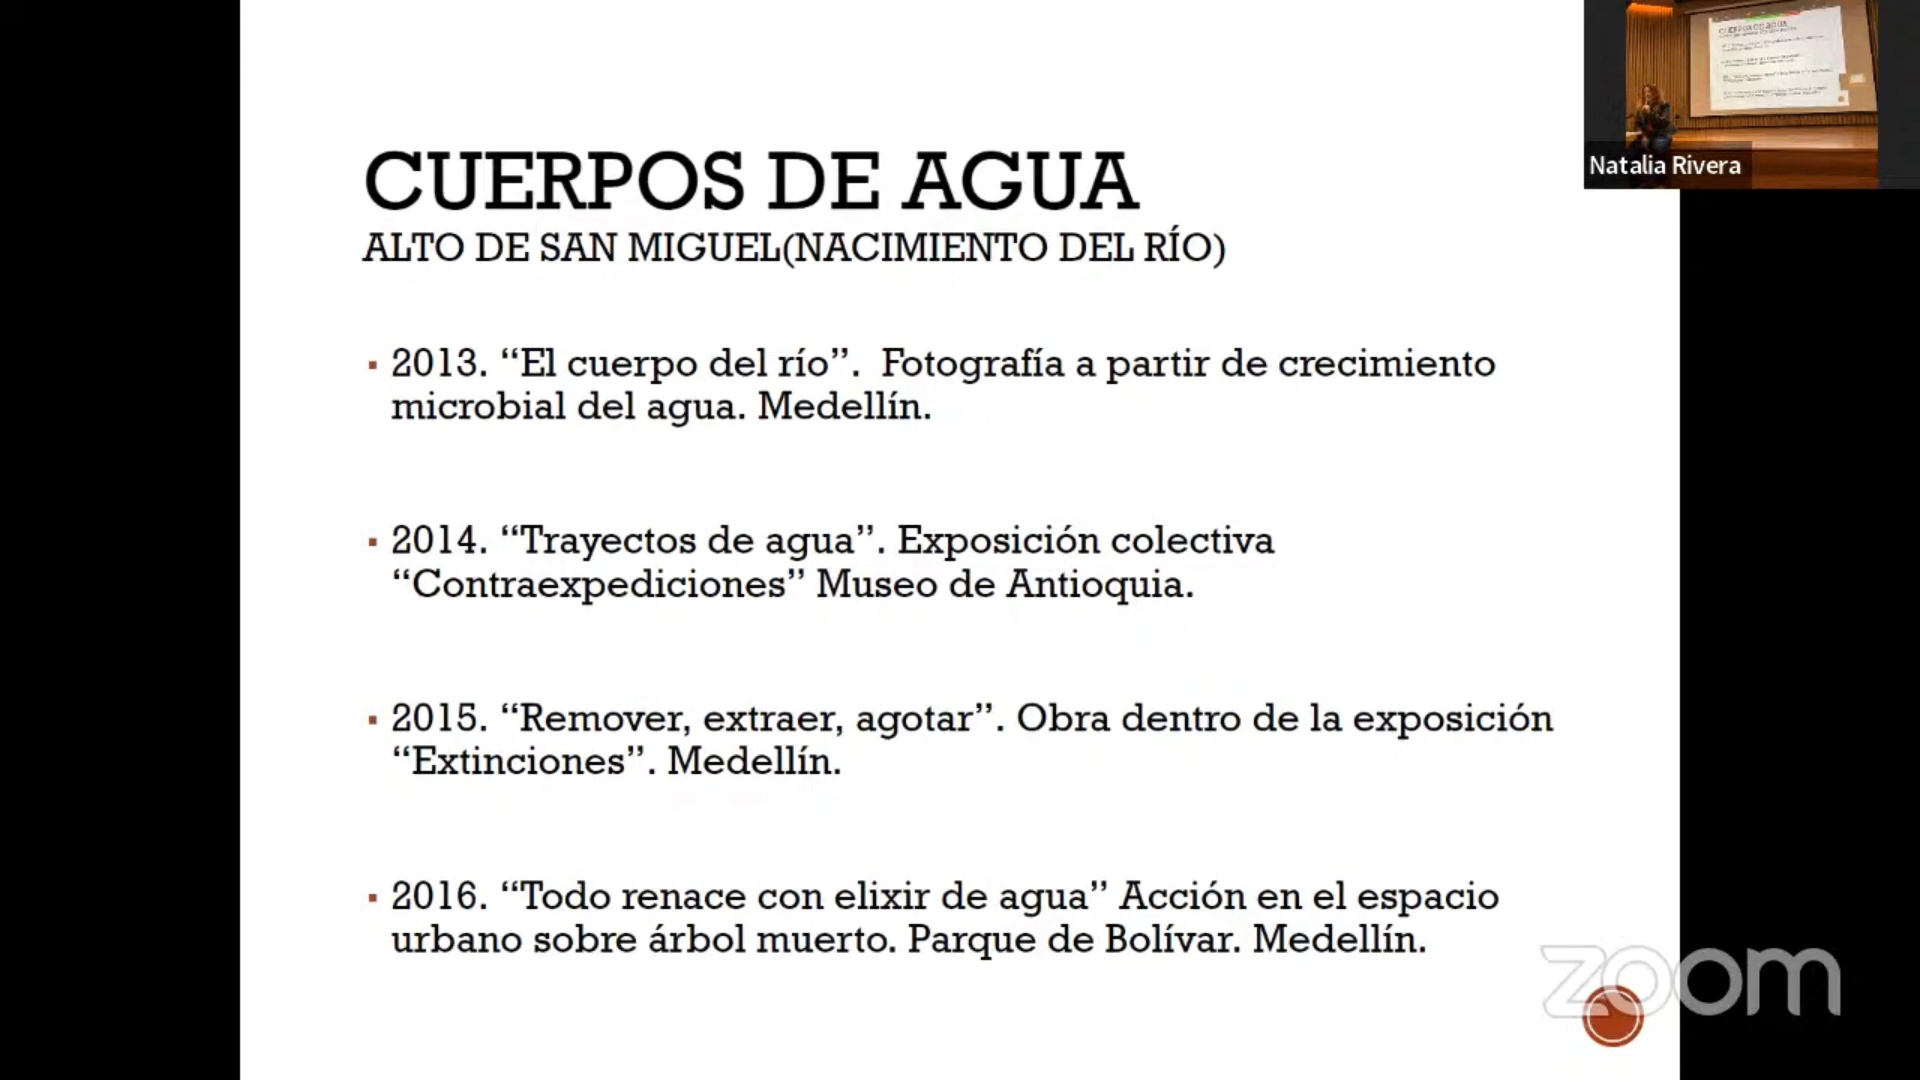 CUERPOS DE AGUA
ALTO DE SAN MIGUEL(NACIMIENTO DEL RÍO)
Natalia Rivera
▪ 2013. “El cuerpo del río”.  Fotografía a partir de crecimiento
microbial del agua. Medellín.
▪ 2014. “Trayectos de agua”. Exposición colectiva
“Contraexpediciones” Museo de Antioquia.
▪ 2015. “Remover, extraer, agotar”. Obra dentro de la exposición
“Extinciones”. Medellín.
▪ 2016. “Todo renace con elixir de agua” Acción en el espacio
urbano sobre árbol muerto. Parque de Bolívar. Medellín.
zoom